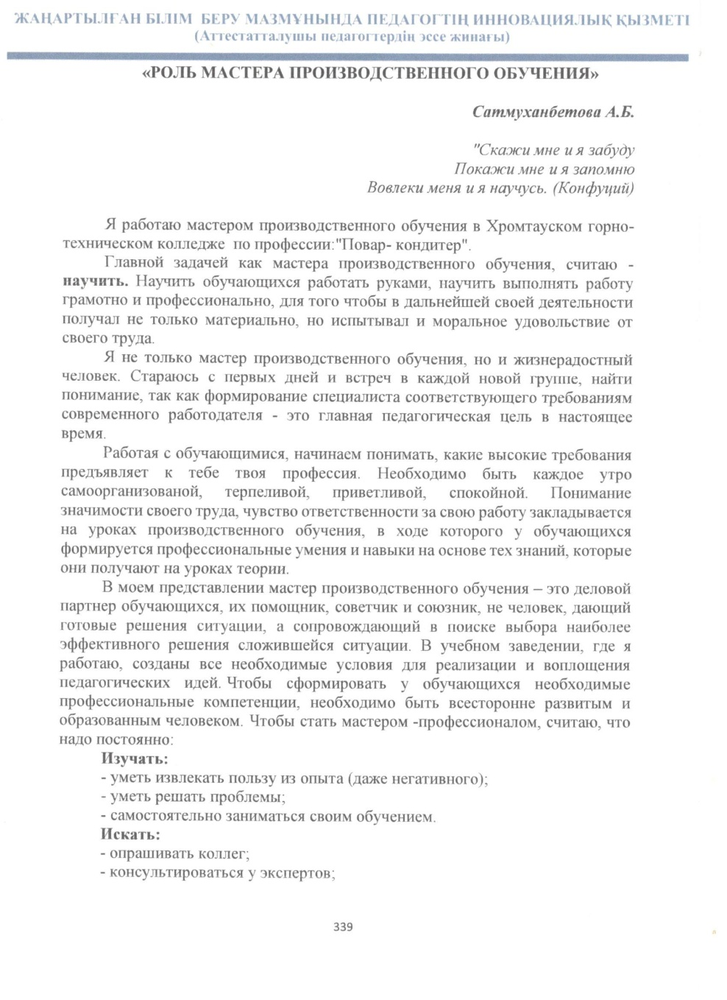 ЖАҢАРТЫЛҒАН БІЛІМ БЕРУ МАЗМҰНЫНДА ПЕДАГОГТІҢ ИННОВАЦИЯЛЫҚ ҚЫЗМЕТІ
(Аттестатталушы педагогтердің эссе жинағы)
«РОЛЬ МАСТЕРА ПРОИЗВОДСТВЕННОГО ОБУЧЕНИЯ»
Сатмуханбетова А.Б.
"Скажи мне и я забуду
Покажи мне и я запомню
Вовлеки меня и я научусь. (Конфуций)
Я работаю мастером производственного обучения в Хромтауском горно-
техническом колледже по профессии:"Повар- кондитер".
Главной задачей как мастера производственного обучения, считаю -
научить. Научить обучающихся работать руками, научить выполнять работу
грамотно и профессионально, для того чтобы в дальнейшей своей деятельности
получал не только материально, но испытывал и моральное удовольствие от
своего труда.
Я не только мастер производственного обучения, но и жизнерадостный
человек. Стараюсь с первых дней и встреч в каждой новой группе, найти
понимание, так как формирование специалиста соответствующего требованиям
современного работодателя - это главная педагогическая цель в настоящее
время.
Работая с обучающимися, начинаем понимать, какие высокие требования
предъявляет к тебе твоя профессия. Необходимо быть каждое утро
самоорганизованой, терпеливой, приветливой, спокойной. Понимание
значимости своего труда, чувство ответственности за свою работу закладывается
на уроках производственного обучения, в ходе которого у обучающихся
формируется профессиональные умения и навыки на основе тех знаний, которые
они получают на уроках теории.
В моем представлении мастер производственного обучения – это деловой
партнер обучающихся, их помощник, советчик и союзник, не человек, дающий
готовые решения ситуации, а сопровождающий в поиске выбора наиболее
эффективного решения сложившейся ситуации. В учебном заведении, где я
работаю, созданы все необходимые условия для реализации и воплощения
педагогических идей. Чтобы сформировать у обучающихся необходимые
профессиональные компетенции, необходимо быть всесторонне развитым и
образованным человеком. Чтобы стать мастером -профессионалом, считаю, что
надо постоянно:
Изучать:
- уметь извлекать пользу из опыта (даже негативного);
- уметь решать проблемы;
- самостоятельно заниматься своим обучением.
Искать:
- опрашивать коллег;
- консультироваться у экспертов;
339